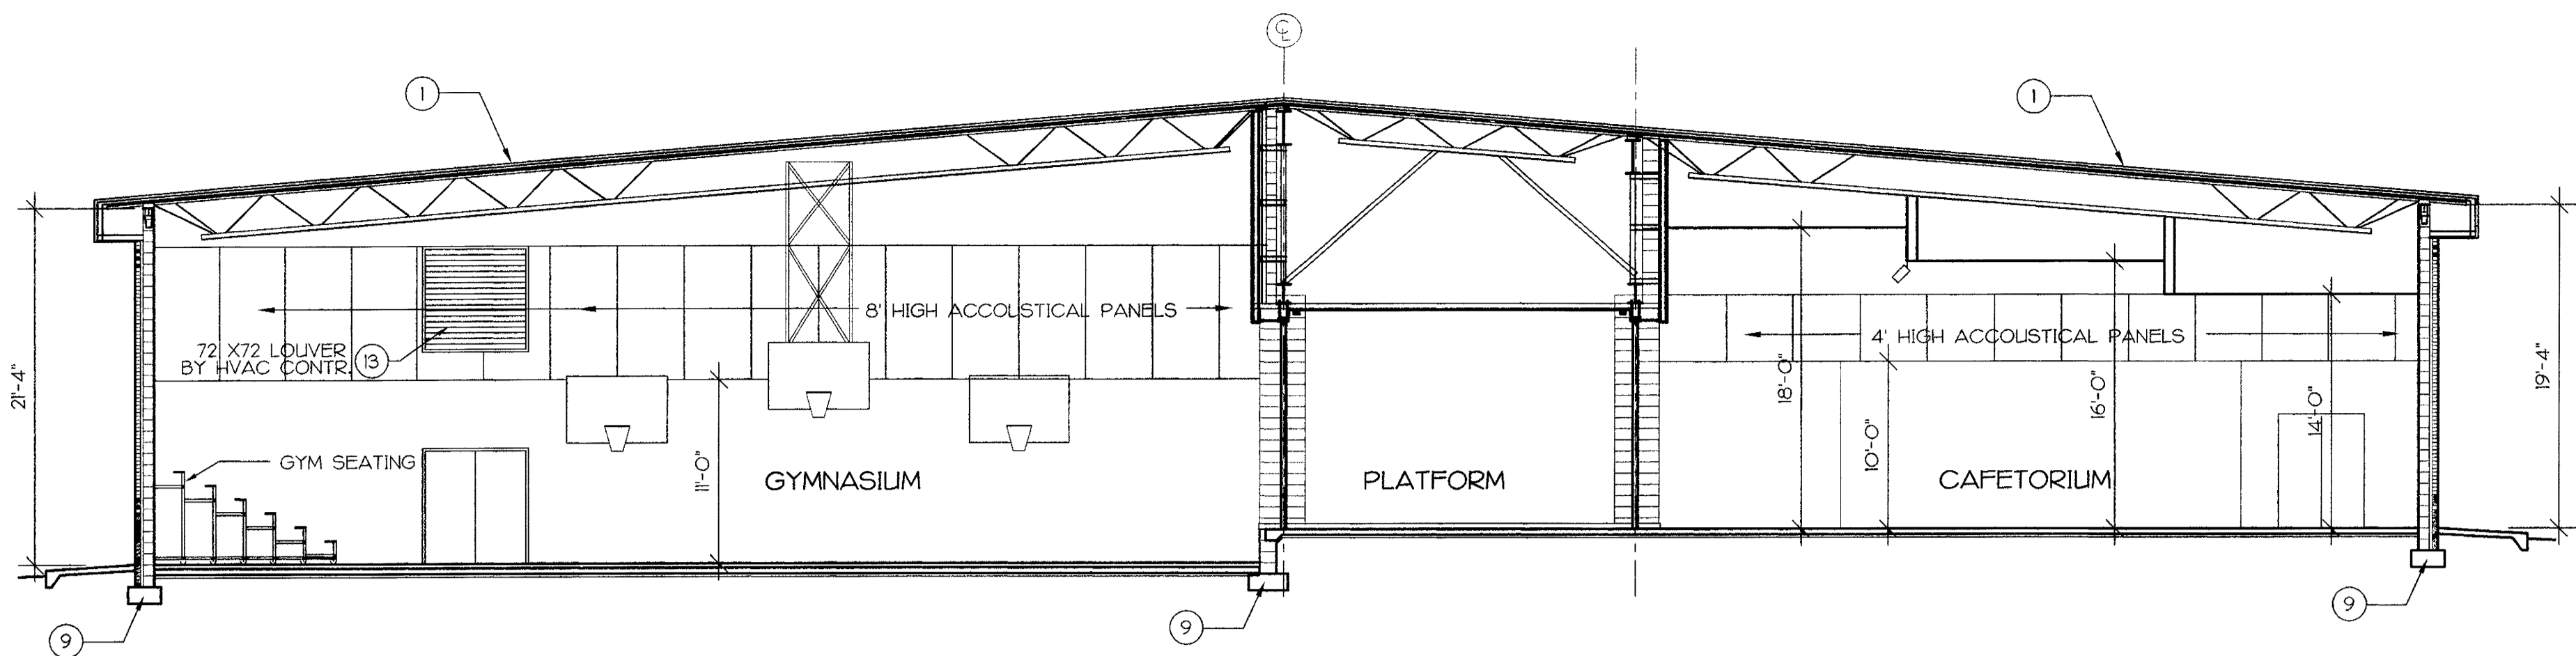 CL
1
1
8' HIGH ACCOUSTICAL PANELS
72 X72 LOUVER
BY HVAC CONTR.
13
4' HIGH ACCOUSTICAL PANELS
21'-4"
18'-0"
16'-0"
14'-0"
19'-4"
10'-0"
11'-0"
GYM SEATING
GYMNASIUM
PLATFORM
CAFETORIUM
9
9
9